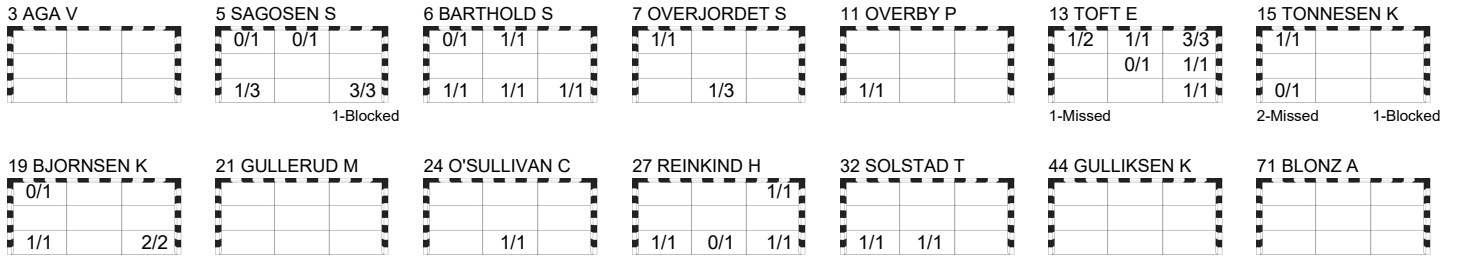 3 AGA V 5 SAGOSEN S 6 BARTHOLD S 7 OVERJORDET S 11 OVERBY P 13 TOFT E 15 TONNESEN K
0/1 0/1 0/1 1/1 1/1 1/2 1/1 3/3 1/1
0/1 1/1
1/3 3/3 1/1 1/1 1/1 1/3 1/1 1/1 0/1
1-Blocked 1-Missed 2-Missed 1-Blocked
19 BJORNSEN K 21 GULLERUD M 24 O'SULLIVAN C 27 REINKIND H 32 SOLSTAD T 44 GULLIKSEN K 71 BLONZ A
0/1 1/1
1/1 2/2 1/1 1/1 0/1 1/1 1/1 1/1